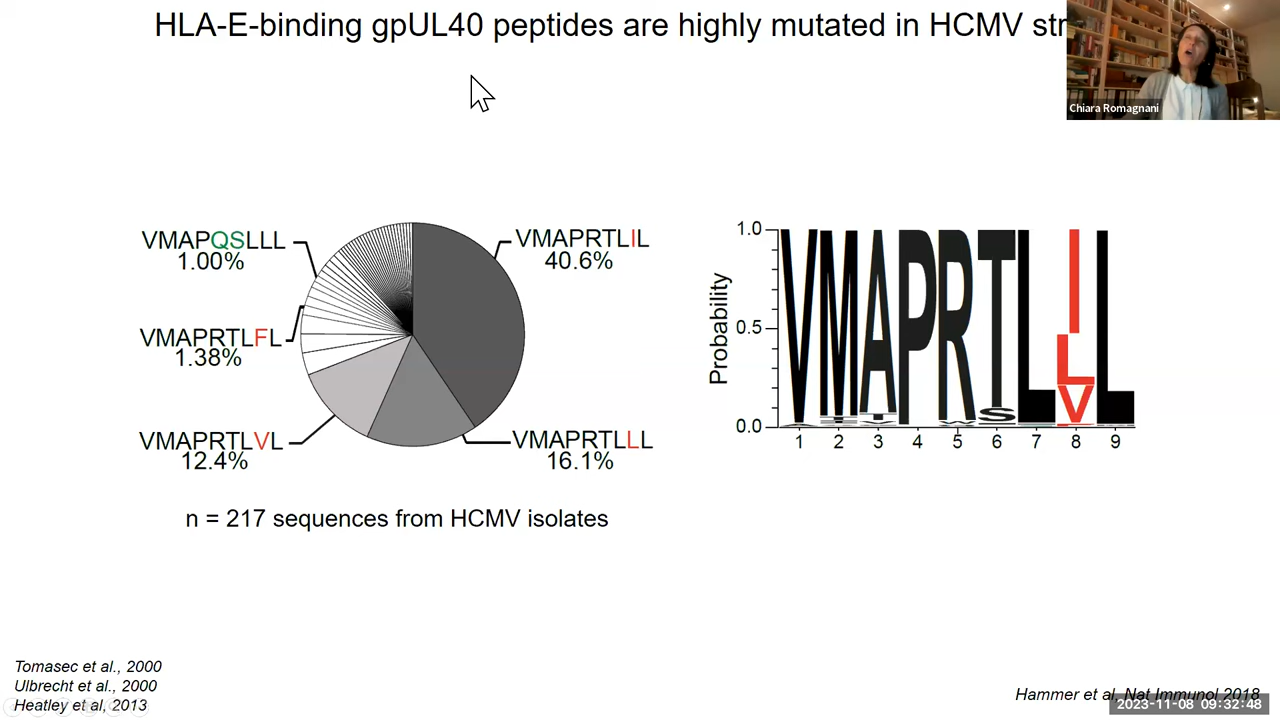 HLA-E-binding gpUL40 peptides are highly mutated in HCMV
Chiara Romagnani
VMAPQSLLL
1.00%
VMAPRTLIL
40.6%
VMAPRTLFL
1.38%
VMAPRTLVL
12.4%
VMAPRTLLL
16.1%
n = 217 sequences from HCMV isolates
Probability
1.0
0.5
0.0
VMAPRTLIL
S L
V
1 2 3 4 5 6 7 8 9
Tomasec et al., 2000
Ulbrecht et al., 2000
Heatley et al, 2013
Hammer et al, Nat Immunol 2018
2023-11-08 09:32:48